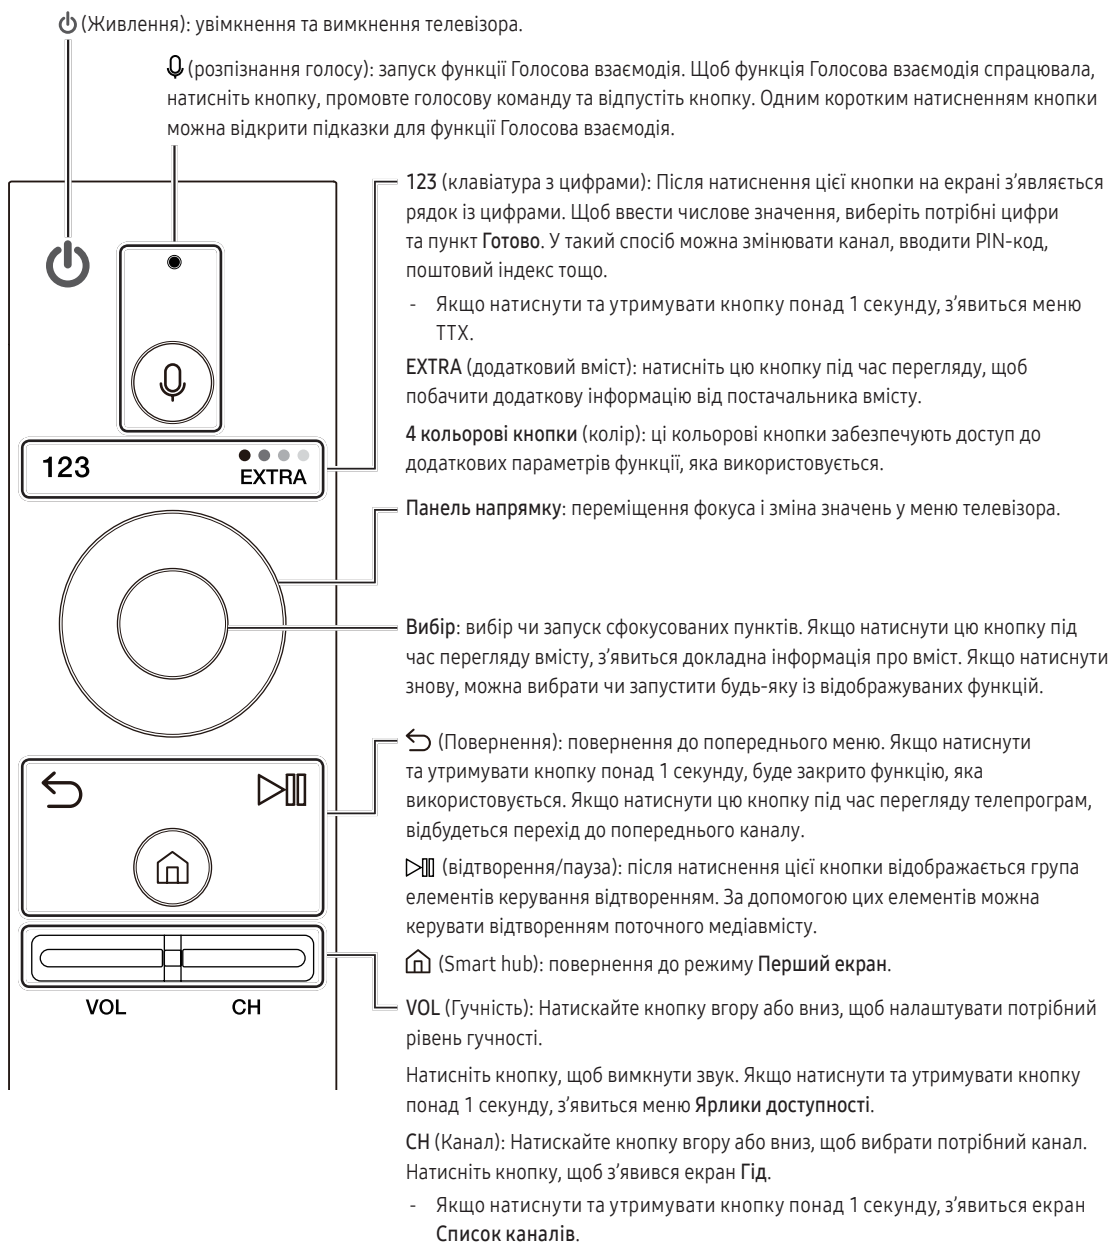 (Живлення): увімкнення та вимкнення телевізора.
(розпізнання голосу): запуск функції Голосова взаємодія. Щоб функція Голосова взаємодія спрацювала,
натисніть кнопку, промовте голосову команду та відпустіть кнопку. Одним коротким натисненням кнопки
можна відкрити підказки для функції Голосова взаємодія.
123 (клавіатура з цифрами): Після натиснення цієї кнопки на екрані з’являється
рядок із цифрами. Щоб ввести числове значення, виберіть потрібні цифри
та пункт Готово. У такий спосіб можна змінювати канал, вводити PIN-код,
поштовий індекс тощо.
- Якщо натиснути та утримувати кнопку понад 1 секунду, з’явиться меню
TTX.
EXTRA (додатковий вміст): натисніть цю кнопку під час перегляду, щоб
побачити додаткову інформацію від постачальника вмісту.
4 кольорові кнопки (колір): ці кольорові кнопки забезпечують доступ до
додаткових параметрів функції, яка використовується.
123
EXTRA
Панель напрямку: переміщення фокуса і зміна значень у меню телевізора.
Вибір: вибір чи запуск сфокусованих пунктів. Якщо натиснути цю кнопку під
час перегляду вмісту, з’явиться докладна інформація про вміст. Якщо натиснути
знову, можна вибрати чи запустити будь-яку із відображуваних функцій.
(Повернення): повернення до попереднього меню. Якщо натиснути
та утримувати кнопку понад 1 секунду, буде закрито функцію, яка
використовується. Якщо натиснути цю кнопку під час перегляду телепрограм,
відбудеться перехід до попереднього каналу.
(відтворення/пауза): після натиснення цієї кнопки відображається група
елементів керування відтворенням. За допомогою цих елементів можна
керувати відтворенням поточного медіавмісту.
(Smart hub): повернення до режиму Перший екран.
VOL
CH
VOL (Гучність): Натискайте кнопку вгору або вниз, щоб налаштувати потрібний
рівень гучності.
Натисніть кнопку, щоб вимкнути звук. Якщо натиснути та утримувати кнопку
понад 1 секунду, з’явиться меню Ярлики доступності.
CH (Канал): Натискайте кнопку вгору або вниз, щоб вибрати потрібний канал.
Натисніть кнопку, щоб з’явився екран Гід.
- Якщо натиснути та утримувати кнопку понад 1 секунду, з’явиться екран
Список каналів.